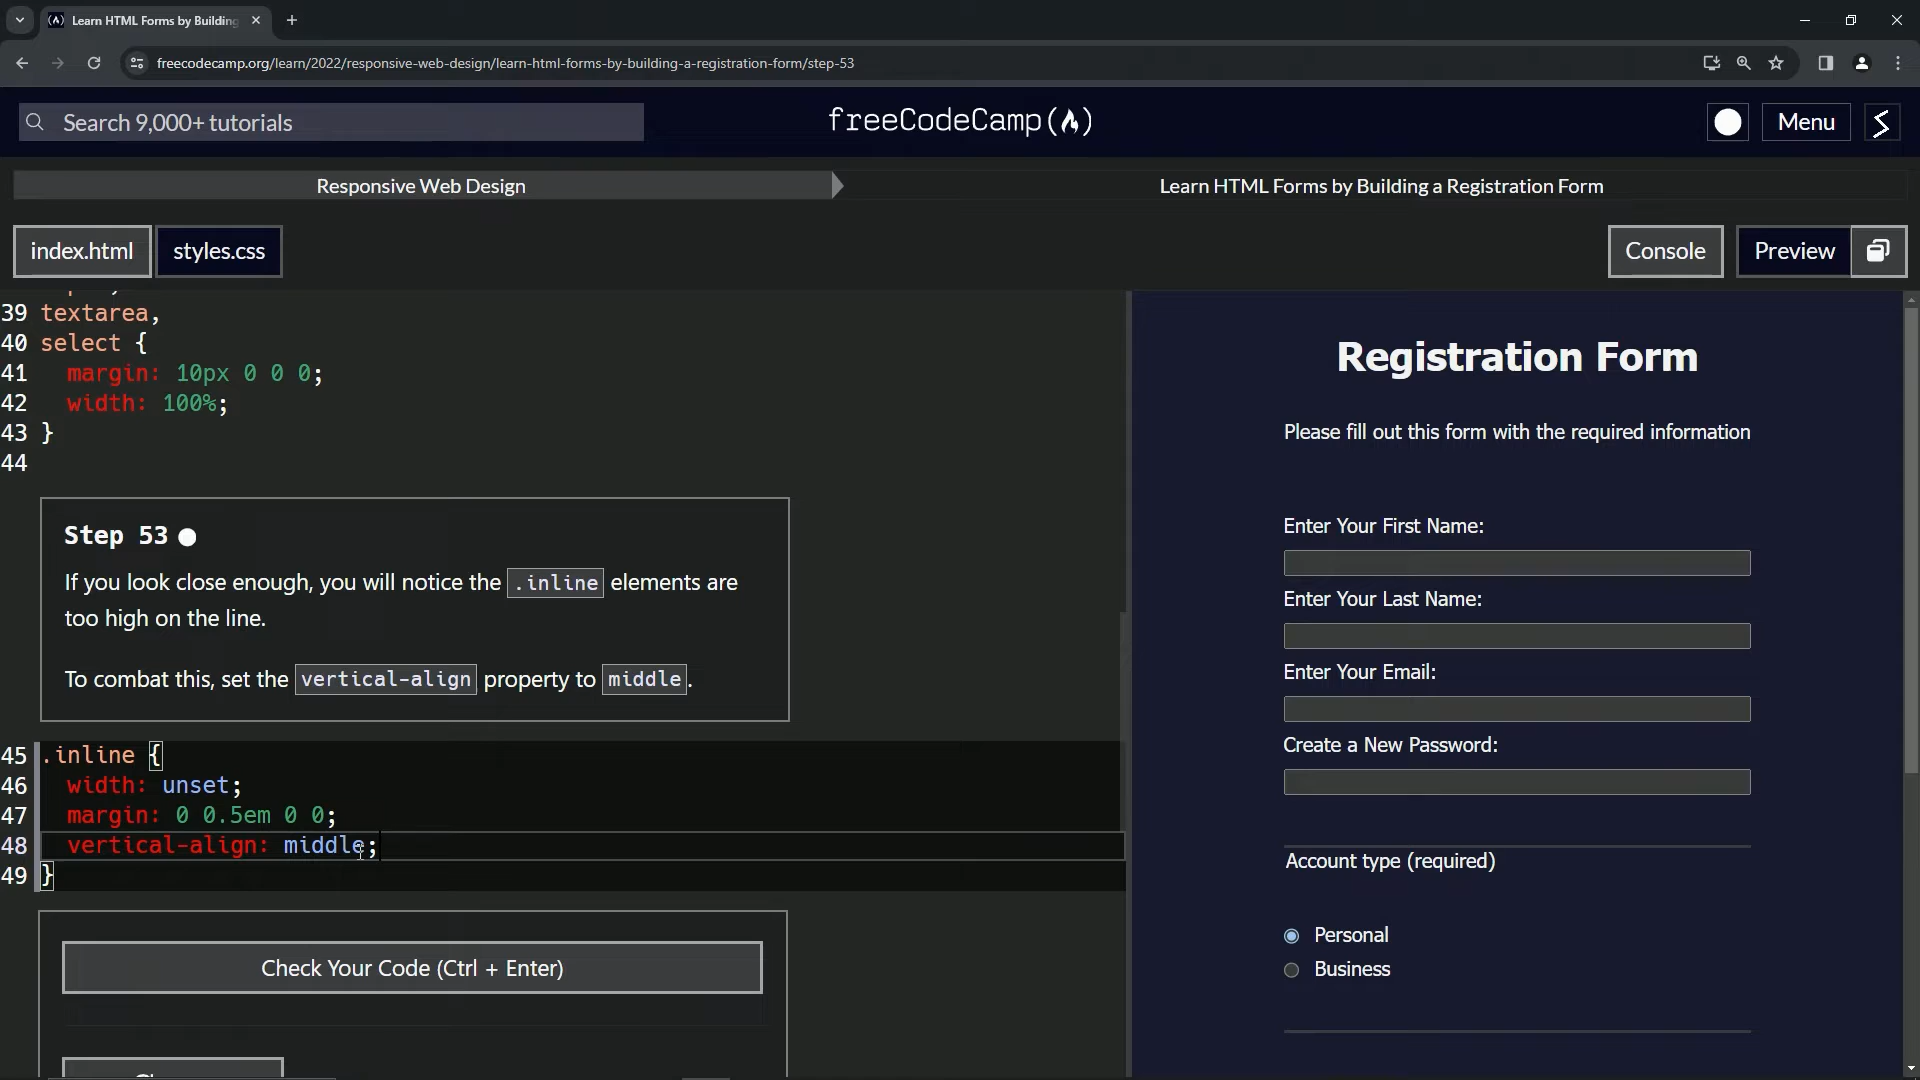 Learn HTML Forms by Building
freecodecamp.org/learn/2022/responsive-web-design/learn-html-forms-by-building-a-registration-form/step-53
Search 9,000+ tutorials
freeCodeCamp(🔥)
Menu
Responsive Web Design
Learn HTML Forms by Building a Registration Form
index.html
styles.css
Console
Preview
39 textarea,
40 select {
41 margin: 10px 0 0 0;
42 width: 100%;
43 }
44
Step 53
If you look close enough, you will notice the .inline elements are
too high on the line.
To combat this, set the vertical-align property to middle.
45 .inline {
46 width: unset;
47 margin: 0 0.5em 0 0;
48 vertical-align: middle;
49 }
Check Your Code (Ctrl + Enter)
Registration Form
Please fill out this form with the required information
Enter Your First Name:
Enter Your Last Name:
Enter Your Email:
Create a New Password:
Account type (required)
Personal
Business